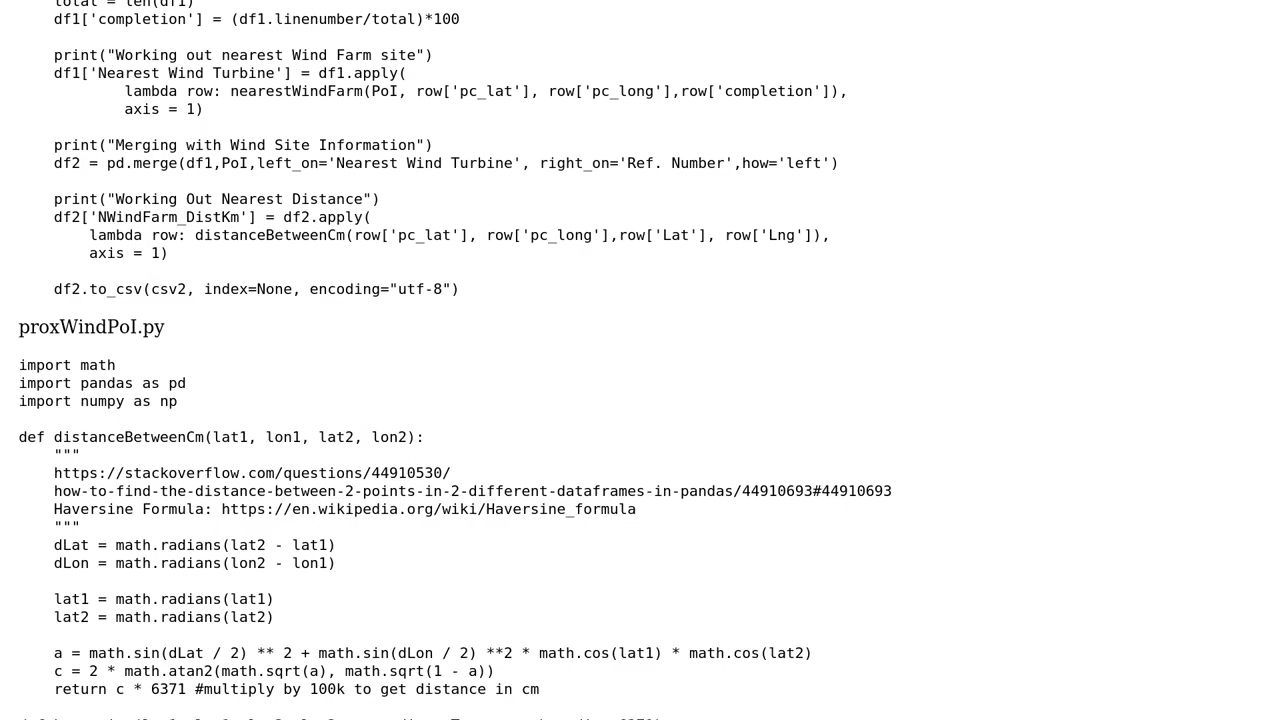 total = len(df1)
df1['completion'] = (df1.linenumber/total)*100
print("Working out nearest Wind Farm site")
df1['Nearest Wind Turbine'] = df1.apply(
lambda row: nearestWindFarm(PoI, row['pc_lat'], row['pc_long'],row['completion']),
axis = 1)
print("Merging with Wind Site Information")
df2 = pd.merge(df1,PoI,left_on='Nearest Wind Turbine', right_on='Ref. Number',how='left')
print("Working Out Nearest Distance")
df2['NWindFarm_DistKm'] = df2.apply(
lambda row: distanceBetweenCm(row['pc_lat'], row['pc_long'],row['Lat'], row['Lng']),
axis = 1)
df2.to_csv(csv2, index=None, encoding="utf-8")
proxWindPoI.py
import math
import pandas as pd
import numpy as np
def distanceBetweenCm(lat1, lon1, lat2, lon2):
"""
https://stackoverflow.com/questions/44910530/
how-to-find-the-distance-between-2-points-in-2-different-dataframes-in-pandas/44910693#44910693
Haversine Formula: https://en.wikipedia.org/wiki/Haversine_formula
"""
dLat = math.radians(lat2 - lat1)
dLon = math.radians(lon2 - lon1)
lat1 = math.radians(lat1)
lat2 = math.radians(lat2)
a = math.sin(dLat / 2) ** 2 + math.sin(dLon / 2) **2 * math.cos(lat1) * math.cos(lat2)
c = 2 * math.atan2(math.sqrt(a), math.sqrt(1 - a))
return c * 6371 #multiply by 100k to get distance in cm